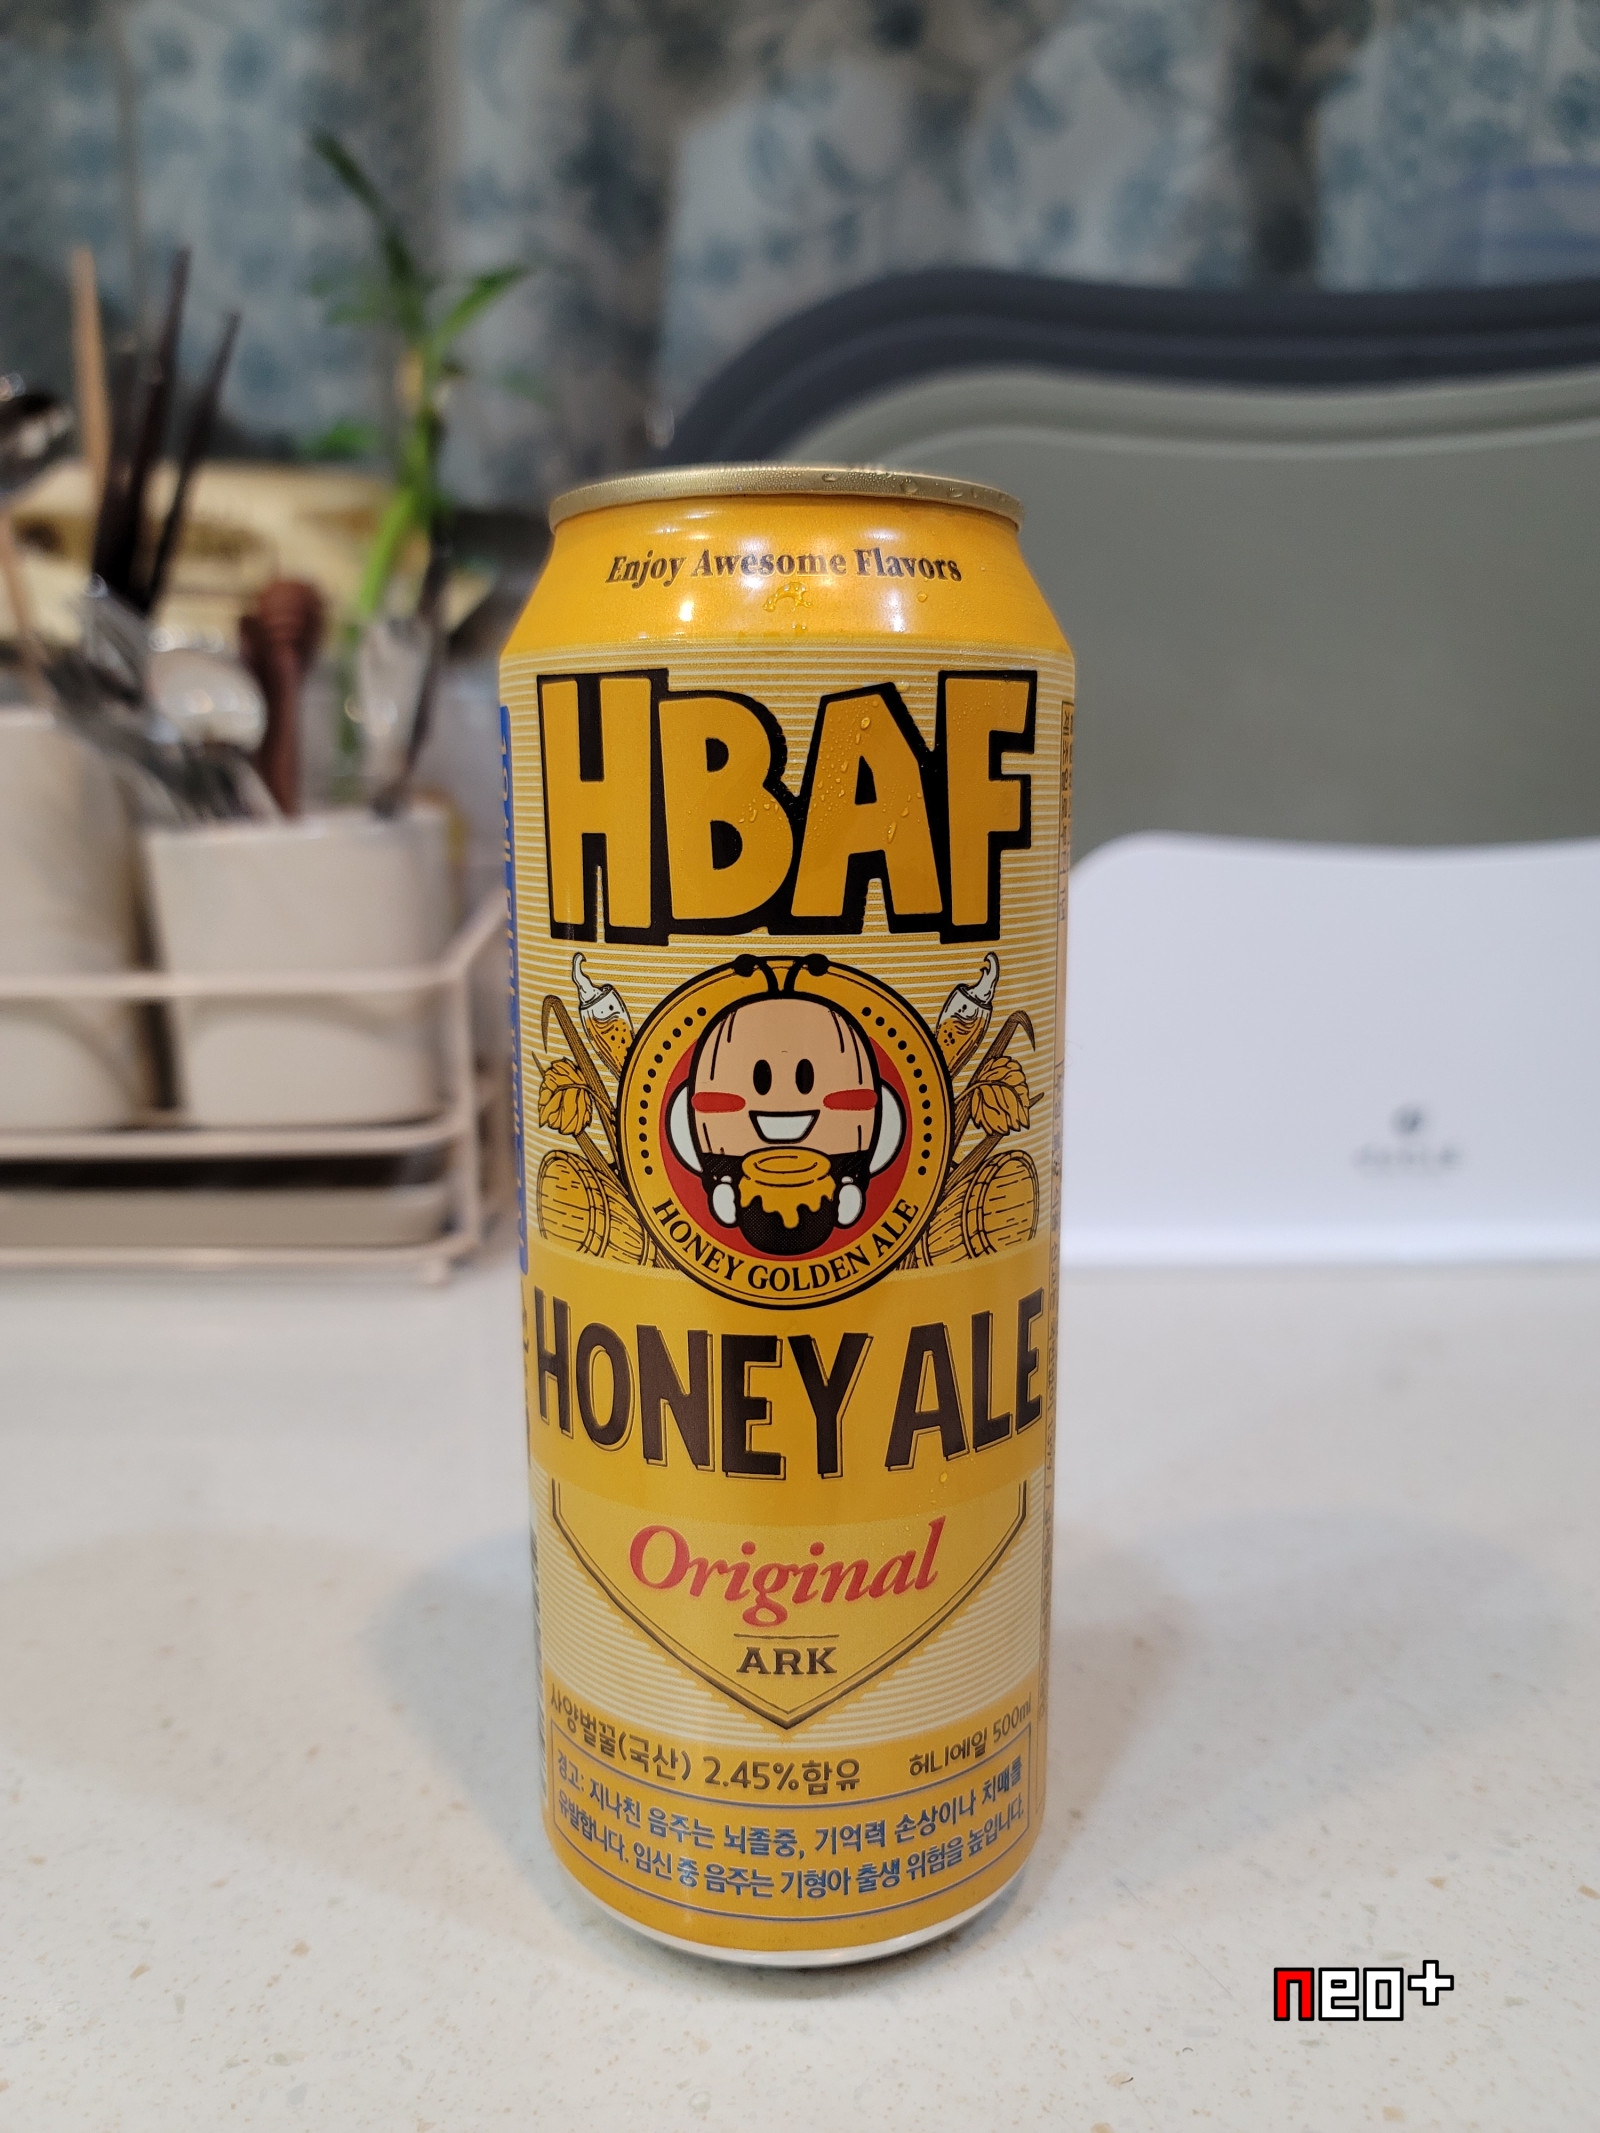 Enjoy Awesome Flavors
HBAF
HONEY GOLDEN ALE
HONEY ALE
Original
ARK
사양벌꿀(국산) 2.45%함유 허니에일 500ml
경고: 지나친 음주는 뇌졸중, 기억력 손상이나 치매를
유발합니다. 임신 중 음주는 기형아 출생 위험을 높입니다.
neo+